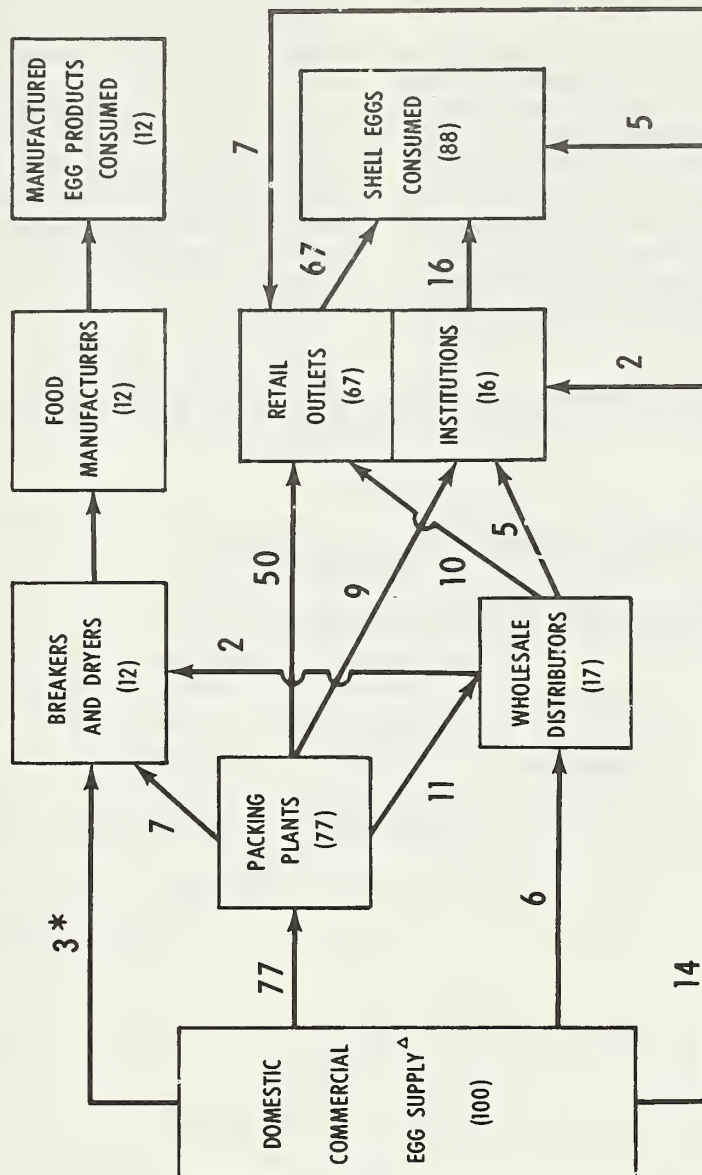 MANUFACTURED
EGG PRODUCTS
CONSUMED
(12)
FOOD
MANUFACTURERS
(12)
BREAKERS
AND DRYERS
(12)
3*
7
2
7
SHELL EGGS
CONSUMED
(88)
67
16
5
RETAIL
OUTLETS
(67)
INSTITUTIONS
(16)
2
50
9
10
5
PACKING
PLANTS
(77)
11
WHOLESALE
DISTRIBUTORS
(17)
77
6
14
DOMESTIC
COMMERCIAL
EGG SUPPLY△
(100)